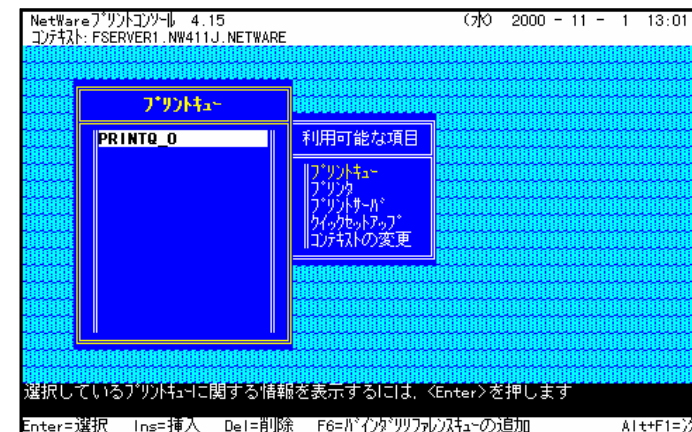 NetWareﾌﾟﾘﾝﾄｺﾝｿｰﾙ 4.15 (水) 2000 - 11 - 1 13:01
ｺﾝﾃｷｽﾄ: FSERVER1.NW411J.NETWARE
ﾌﾟﾘﾝﾄｷｭｰ
PRINTQ_0
利用可能な項目
ﾌﾟﾘﾝﾄｷｭｰ
ﾌﾟﾘﾝﾀ
ﾌﾟﾘﾝﾄｻｰﾊﾞ
ｸｲｯｸｾｯﾄｱｯﾌﾟ
ｺﾝﾃｷｽﾄの変更
選択しているﾌﾟﾘﾝﾄｷｭｰに関する情報を表示するには, <Enter>を押します
Enter=選択 Ins=挿入 Del=削除 F6=ﾊﾞｲﾝﾀﾞﾘﾘﾌｧﾚﾝｽｷｭｰの追加 Alt+F1=